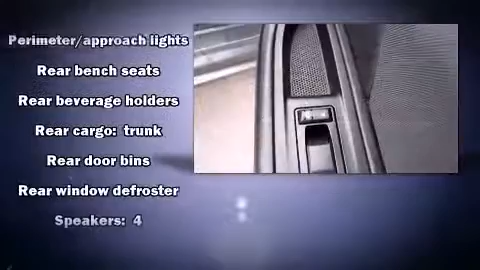 Perimeter/approach lights
Rear bench seats
Rear beverage holders
Rear cargo: trunk
Rear door bins
Rear window defroster
Speakers: 4